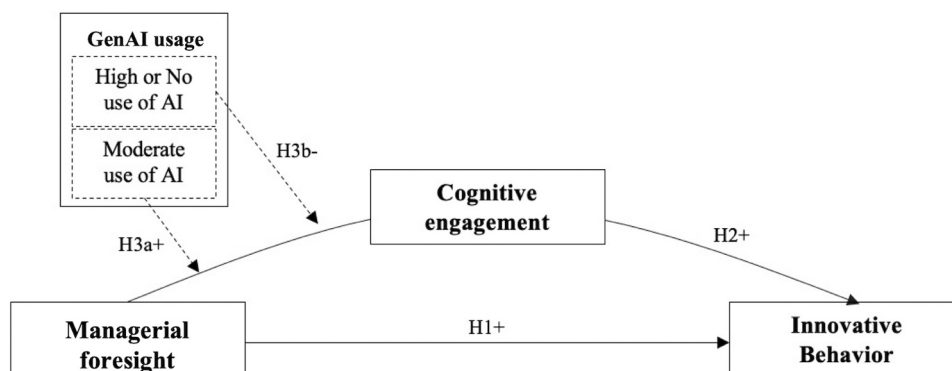 GenAI usage
High or No
use of AI
Moderate
use of AI
H3b-
H3a+
Cognitive
engagement
H2+
Managerial
foresight
H1+
Innovative
Behavior